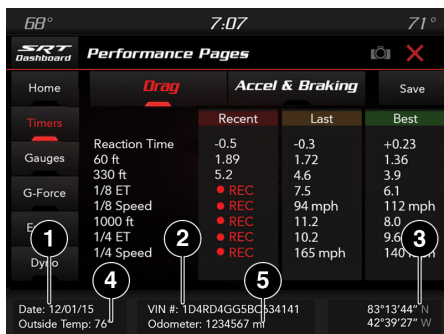 68° 7:07 71°
SRT Dashboard Performance Pages
Home Drag Accel & Braking Save
Timers Recent Last Best
Gauges
G-Force
Reaction Time -0.5 -0.3 +0.23
60 ft 1.89 1.72 1.36
330 ft 5.2 4.6 3.9
1/8 ET REC 7.5 6.1
1/8 Speed REC 94 mph 112 mph
1000 ft REC 11.2 8.0
1/4 ET REC 10.2 9.6
1/4 Speed REC 165 mph
1 2 3
4 5
Date: 12/01/15 VIN #: 83°13'44" N
Outside Temp: 76° Odometer: 1234567 mi 42°39'27" W